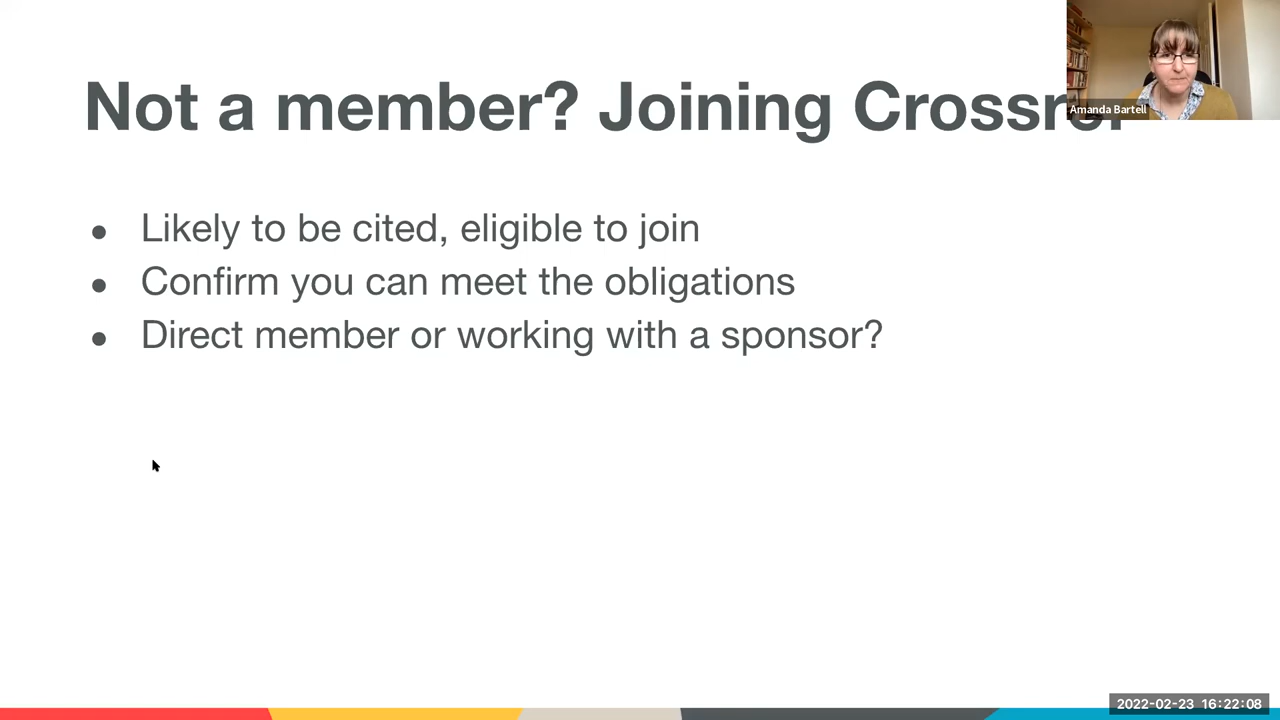 Not a member? Joining Crossref
Amanda Bartell
● Likely to be cited, eligible to join
● Confirm you can meet the obligations
● Direct member or working with a sponsor?
2022-02-23 16:22:08